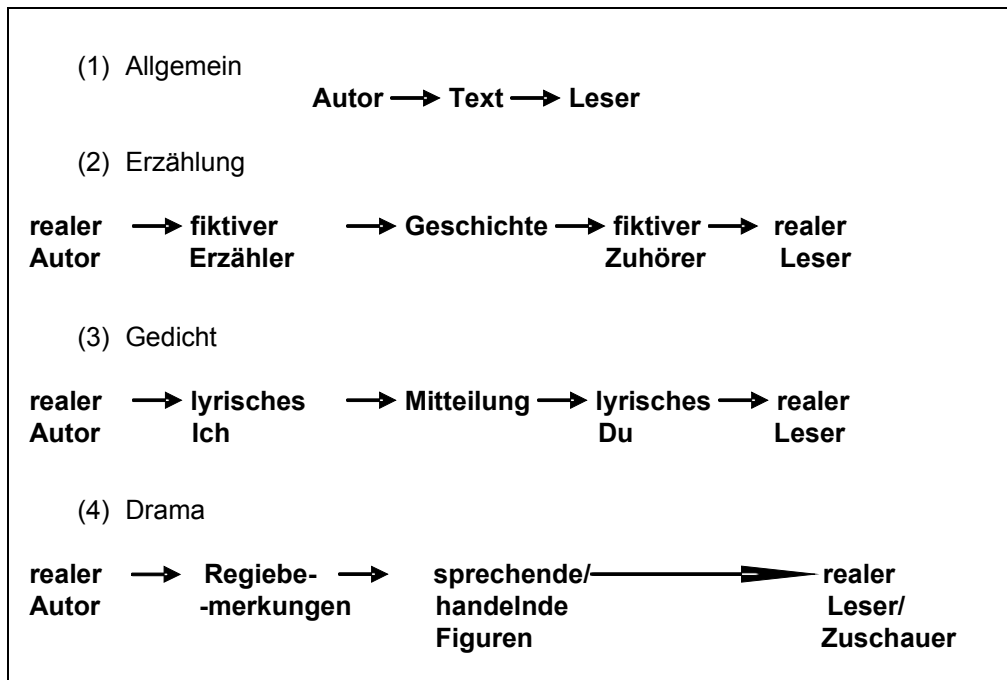 (1) Allgemein
Autor → Text → Leser
(2) Erzählung
realer → fiktiver → Geschichte → fiktiver → realer
Autor Erzähler Zuhörer Leser
(3) Gedicht
realer → lyrisches → Mitteilung → lyrisches → realer
Autor Ich Du Leser
(4) Drama
realer → Regiebe- → sprechende/ → realer
Autor -merkungen handelnde Leser/
Figuren Zuschauer